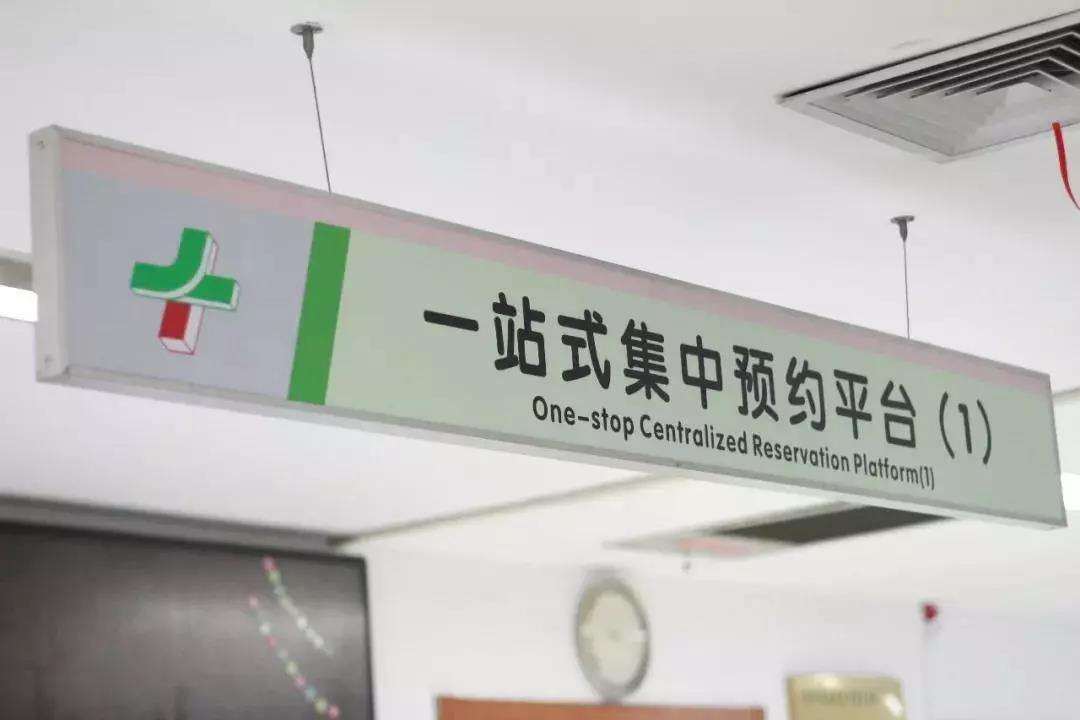 一站式集中预约平台（1）
One-stop Centralized Reservation Platform(1)